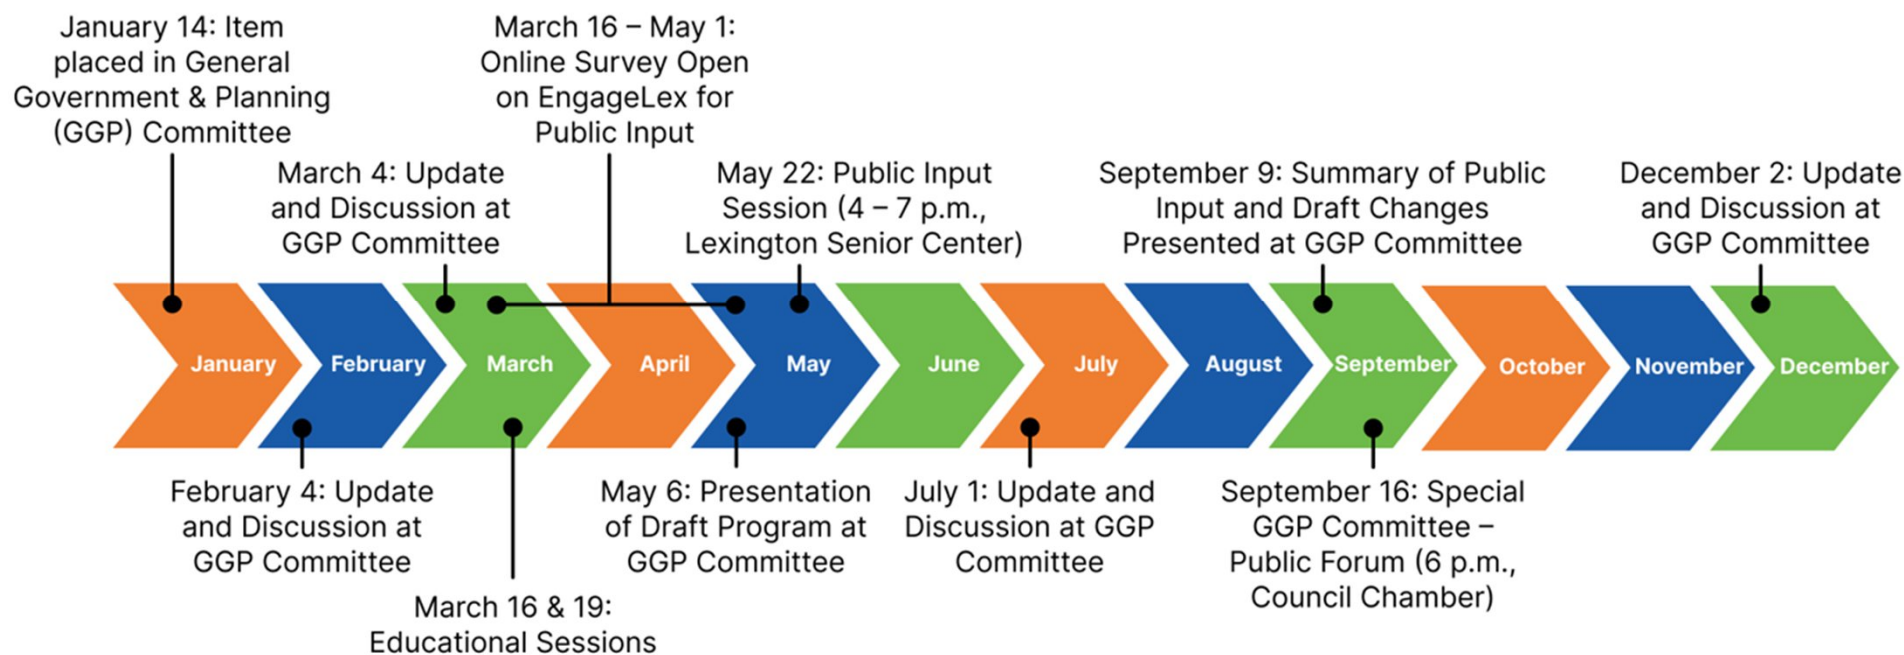 January 14: Item
placed in General
Government & Planning
(GGP) Committee
March 16 – May 1:
Online Survey Open
on EngageLex for
Public Input
March 4: Update
and Discussion at
GGP Committee
May 22: Public Input
Session (4 – 7 p.m.,
Lexington Senior Center)
September 9: Summary of Public
Input and Draft Changes
Presented at GGP Committee
December 2: Update
and Discussion at
GGP Committee
January
February
March
April
May
June
July
August
September
October
November
December
February 4: Update
and Discussion at
GGP Committee
March 16 & 19:
Educational Sessions
May 6: Presentation
of Draft Program at
GGP Committee
July 1: Update and
Discussion at GGP
Committee
September 16: Special
GGP Committee –
Public Forum (6 p.m.,
Council Chamber)